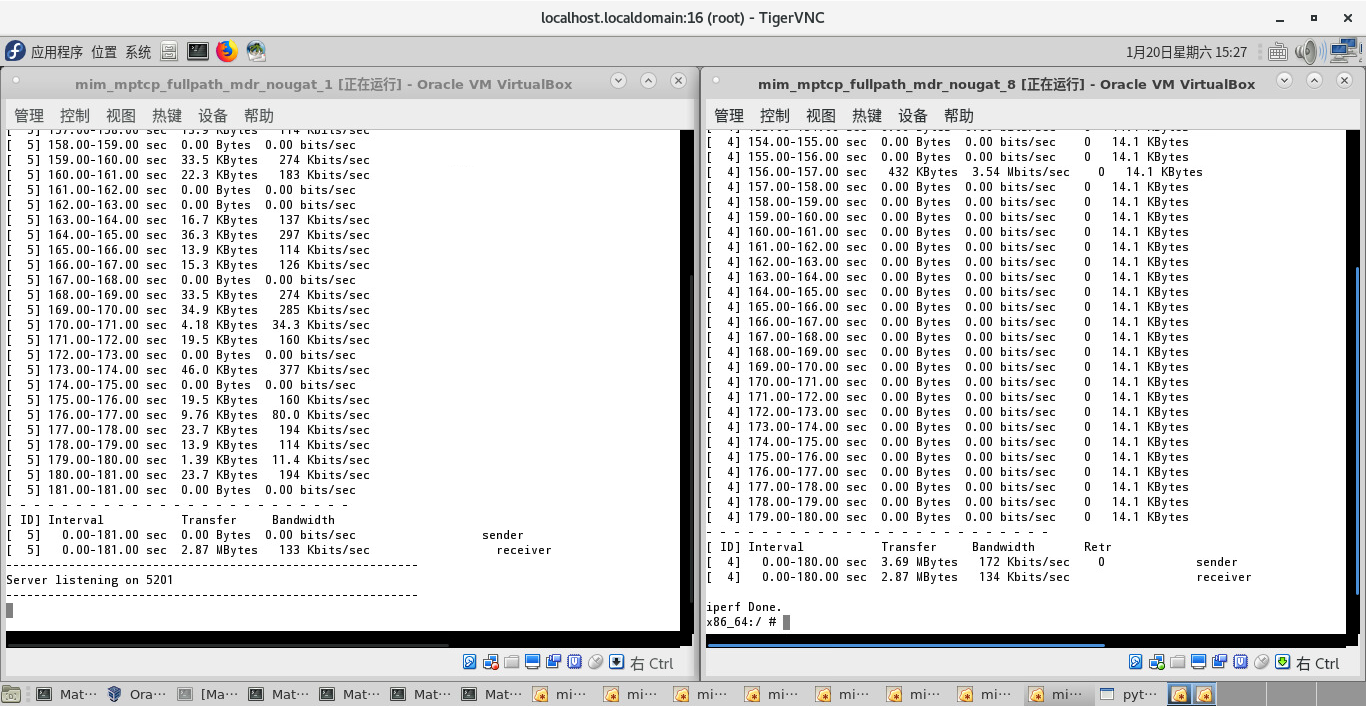 localhost.localdomain:16 (root) - TigerVNC
应用程序 位置 系统
1月20日星期六 15:27
mim_mptcp_fullpath_mdr_nougat_1 [正在运行] - Oracle VM VirtualBox
管理 控制 视图 热键 设备 帮助
[ 5] 157.00-158.00 sec 13.9 KBytes 114 Kbits/sec
[ 5] 158.00-159.00 sec 0.00 Bytes 0.00 bits/sec
[ 5] 159.00-160.00 sec 33.5 KBytes 274 Kbits/sec
[ 5] 160.00-161.00 sec 22.3 KBytes 183 Kbits/sec
[ 5] 161.00-162.00 sec 0.00 Bytes 0.00 bits/sec
[ 5] 162.00-163.00 sec 0.00 Bytes 0.00 bits/sec
[ 5] 163.00-164.00 sec 16.7 KBytes 137 Kbits/sec
[ 5] 164.00-165.00 sec 36.3 KBytes 297 Kbits/sec
[ 5] 165.00-166.00 sec 13.9 KBytes 114 Kbits/sec
[ 5] 166.00-167.00 sec 15.3 KBytes 126 Kbits/sec
[ 5] 167.00-168.00 sec 0.00 Bytes 0.00 bits/sec
[ 5] 168.00-169.00 sec 33.5 KBytes 274 Kbits/sec
[ 5] 169.00-170.00 sec 34.9 KBytes 285 Kbits/sec
[ 5] 170.00-171.00 sec 4.18 KBytes 34.3 Kbits/sec
[ 5] 171.00-172.00 sec 19.5 KBytes 160 Kbits/sec
[ 5] 172.00-173.00 sec 0.00 Bytes 0.00 bits/sec
[ 5] 173.00-174.00 sec 46.0 KBytes 377 Kbits/sec
[ 5] 174.00-175.00 sec 0.00 Bytes 0.00 bits/sec
[ 5] 175.00-176.00 sec 19.5 KBytes 160 Kbits/sec
[ 5] 176.00-177.00 sec 9.76 KBytes 80.0 Kbits/sec
[ 5] 177.00-178.00 sec 23.7 KBytes 194 Kbits/sec
[ 5] 178.00-179.00 sec 13.9 KBytes 114 Kbits/sec
[ 5] 179.00-180.00 sec 1.39 KBytes 11.4 Kbits/sec
[ 5] 180.00-181.00 sec 23.7 KBytes 194 Kbits/sec
[ 5] 181.00-181.00 sec 0.00 Bytes 0.00 bits/sec
- - - - - - - - - - - - - - - - - - - - - - - - -
[ ID] Interval Transfer Bandwidth
[ 5] 0.00-181.00 sec 0.00 Bytes 0.00 bits/sec sender
[ 5] 0.00-181.00 sec 2.87 MBytes 133 Kbits/sec receiver
-----------------------------------------------------------
Server listening on 5201
-----------------------------------------------------------
右 Ctrl
mim_mptcp_fullpath_mdr_nougat_8 [正在运行] - Oracle VM VirtualBox
管理 控制 视图 热键 设备 帮助
[ 4] 154.00-155.00 sec 0.00 Bytes 0.00 bits/sec 0 14.1 KBytes
[ 4] 155.00-156.00 sec 0.00 Bytes 0.00 bits/sec 0 14.1 KBytes
[ 4] 156.00-157.00 sec 432 KBytes 3.54 Mbits/sec 0 14.1 KBytes
[ 4] 157.00-158.00 sec 0.00 Bytes 0.00 bits/sec 0 14.1 KBytes
[ 4] 158.00-159.00 sec 0.00 Bytes 0.00 bits/sec 0 14.1 KBytes
[ 4] 159.00-160.00 sec 0.00 Bytes 0.00 bits/sec 0 14.1 KBytes
[ 4] 160.00-161.00 sec 0.00 Bytes 0.00 bits/sec 0 14.1 KBytes
[ 4] 161.00-162.00 sec 0.00 Bytes 0.00 bits/sec 0 14.1 KBytes
[ 4] 162.00-163.00 sec 0.00 Bytes 0.00 bits/sec 0 14.1 KBytes
[ 4] 163.00-164.00 sec 0.00 Bytes 0.00 bits/sec 0 14.1 KBytes
[ 4] 164.00-165.00 sec 0.00 Bytes 0.00 bits/sec 0 14.1 KBytes
[ 4] 165.00-166.00 sec 0.00 Bytes 0.00 bits/sec 0 14.1 KBytes
[ 4] 166.00-167.00 sec 0.00 Bytes 0.00 bits/sec 0 14.1 KBytes
[ 4] 167.00-168.00 sec 0.00 Bytes 0.00 bits/sec 0 14.1 KBytes
[ 4] 168.00-169.00 sec 0.00 Bytes 0.00 bits/sec 0 14.1 KBytes
[ 4] 169.00-170.00 sec 0.00 Bytes 0.00 bits/sec 0 14.1 KBytes
[ 4] 170.00-171.00 sec 0.00 Bytes 0.00 bits/sec 0 14.1 KBytes
[ 4] 171.00-172.00 sec 0.00 Bytes 0.00 bits/sec 0 14.1 KBytes
[ 4] 172.00-173.00 sec 0.00 Bytes 0.00 bits/sec 0 14.1 KBytes
[ 4] 173.00-174.00 sec 0.00 Bytes 0.00 bits/sec 0 14.1 KBytes
[ 4] 174.00-175.00 sec 0.00 Bytes 0.00 bits/sec 0 14.1 KBytes
[ 4] 175.00-176.00 sec 0.00 Bytes 0.00 bits/sec 0 14.1 KBytes
[ 4] 176.00-177.00 sec 0.00 Bytes 0.00 bits/sec 0 14.1 KBytes
[ 4] 177.00-178.00 sec 0.00 Bytes 0.00 bits/sec 0 14.1 KBytes
[ 4] 178.00-179.00 sec 0.00 Bytes 0.00 bits/sec 0 14.1 KBytes
[ 4] 179.00-180.00 sec 0.00 Bytes 0.00 bits/sec 0 14.1 KBytes
- - - - - - - - - - - - - - - - - - - - - - - - -
[ ID] Interval Transfer Bandwidth Retr
[ 4] 0.00-180.00 sec 3.69 MBytes 172 Kbits/sec 0 sender
[ 4] 0.00-180.00 sec 2.87 MBytes 134 Kbits/sec receiver
iperf Done.
x86_64:/ #
右 Ctrl
Mat… Ora… [Ma… Mat… Mat… Mat… Mat… mi… mi… mi… mi… mi… mi… mi… mi… pyt…